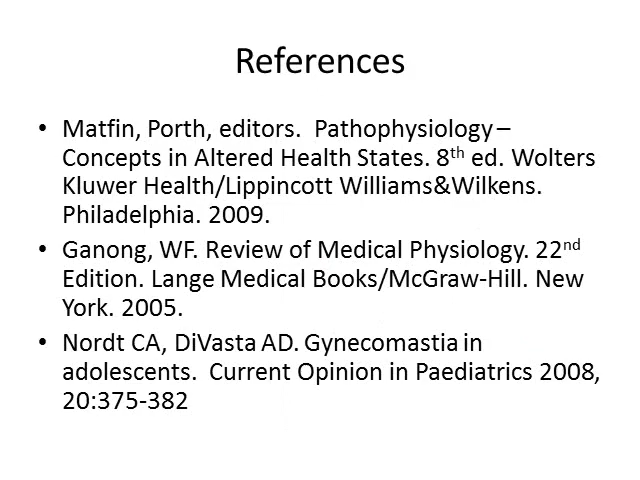 References
• Matfin, Porth, editors.  Pathophysiology –
Concepts in Altered Health States. 8th ed. Wolters
Kluwer Health/Lippincott Williams&Wilkens.
Philadelphia. 2009.
• Ganong, WF. Review of Medical Physiology. 22nd
Edition. Lange Medical Books/McGraw-Hill. New
York. 2005.
• Nordt CA, DiVasta AD. Gynecomastia in
adolescents.  Current Opinion in Paediatrics 2008,
20:375-382